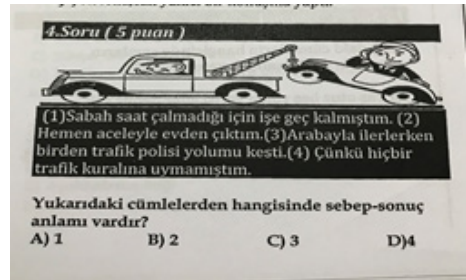 4.Soru ( 5 puan )
(1)Sabah saat çalmadığı için işe geç kalmıştım. (2)
Hemen aceleyle evden çıktım.(3)Arabayla ilerlerken
birden trafik polisi yolumu kesti.(4) Çünkü hiçbir
trafik kuralına uymamıştım.
Yukarıdaki cümlelerden hangisinde sebep-sonuç
anlamı vardır?
A) 1 B) 2 C) 3 D)4